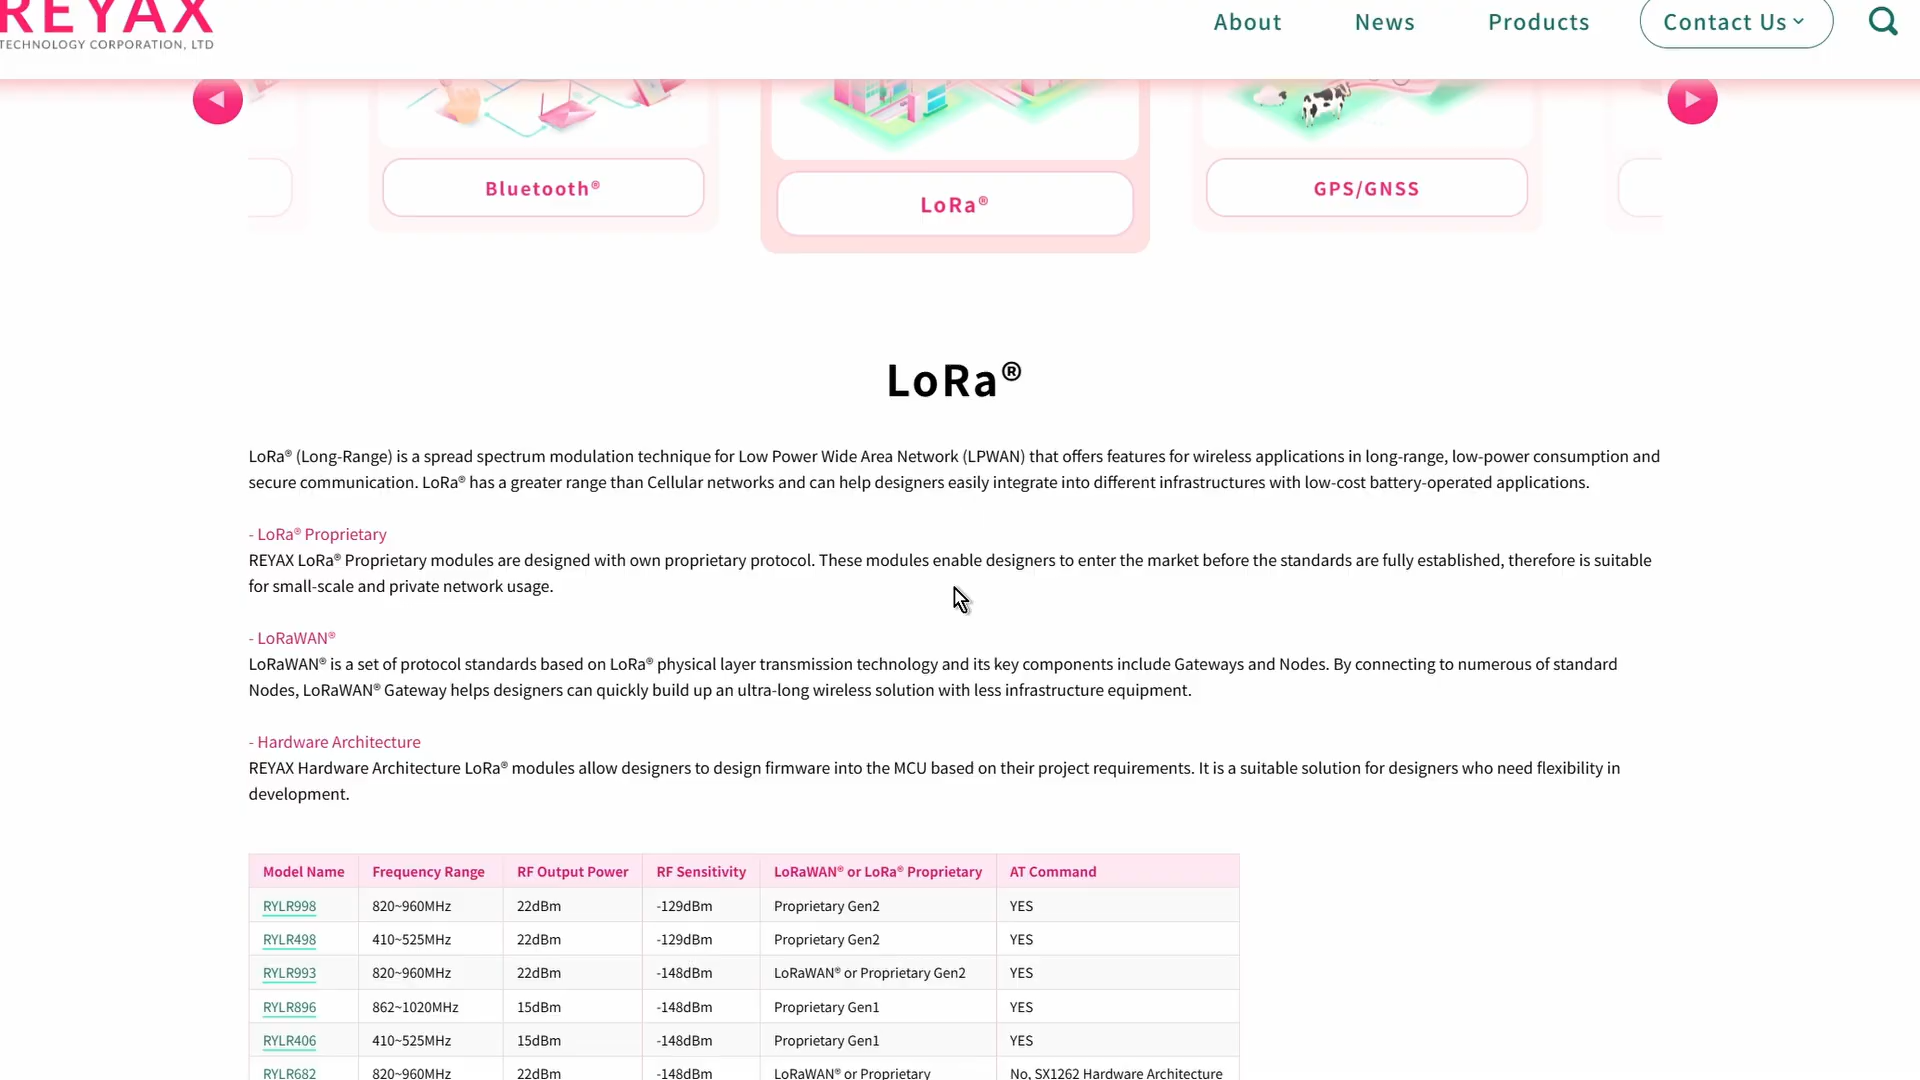 REYAX
TECHNOLOGY CORPORATION, LTD
About
News
Products
Contact Us
Bluetooth®
LoRa®
GPS/GNSS
LoRa®
LoRa® (Long-Range) is a spread spectrum modulation technique for Low Power Wide Area Network (LPWAN) that offers features for wireless applications in long-range, low-power consumption and
secure communication. LoRa® has a greater range than Cellular networks and can help designers easily integrate into different infrastructures with low-cost battery-operated applications.
- LoRa® Proprietary
REYAX LoRa® Proprietary modules are designed with own proprietary protocol. These modules enable designers to enter the market before the standards are fully established, therefore is suitable
for small-scale and private network usage.
- LoRaWAN®
LoRaWAN® is a set of protocol standards based on LoRa® physical layer transmission technology and its key components include Gateways and Nodes. By connecting to numerous of standard
Nodes, LoRaWAN® Gateway helps designers can quickly build up an ultra-long wireless solution with less infrastructure equipment.
- Hardware Architecture
REYAX Hardware Architecture LoRa® modules allow designers to design firmware into the MCU based on their project requirements. It is a suitable solution for designers who need flexibility in
development.
Model Name Frequency Range RF Output Power RF Sensitivity LoRaWAN® or LoRa® Proprietary AT Command
RYLR998 820~960MHz 22dBm -129dBm Proprietary Gen2 YES
RYLR498 410~525MHz 22dBm -129dBm Proprietary Gen2 YES
RYLR993 820~960MHz 22dBm -148dBm LoRaWAN® or Proprietary Gen2 YES
RYLR896 862~1020MHz 15dBm -148dBm Proprietary Gen1 YES
RYLR406 410~525MHz 15dBm -148dBm Proprietary Gen1 YES
RYLR682 820~960MHz 22dBm -148dBm LoRaWAN® or Proprietary No, SX1262 Hardware Architecture